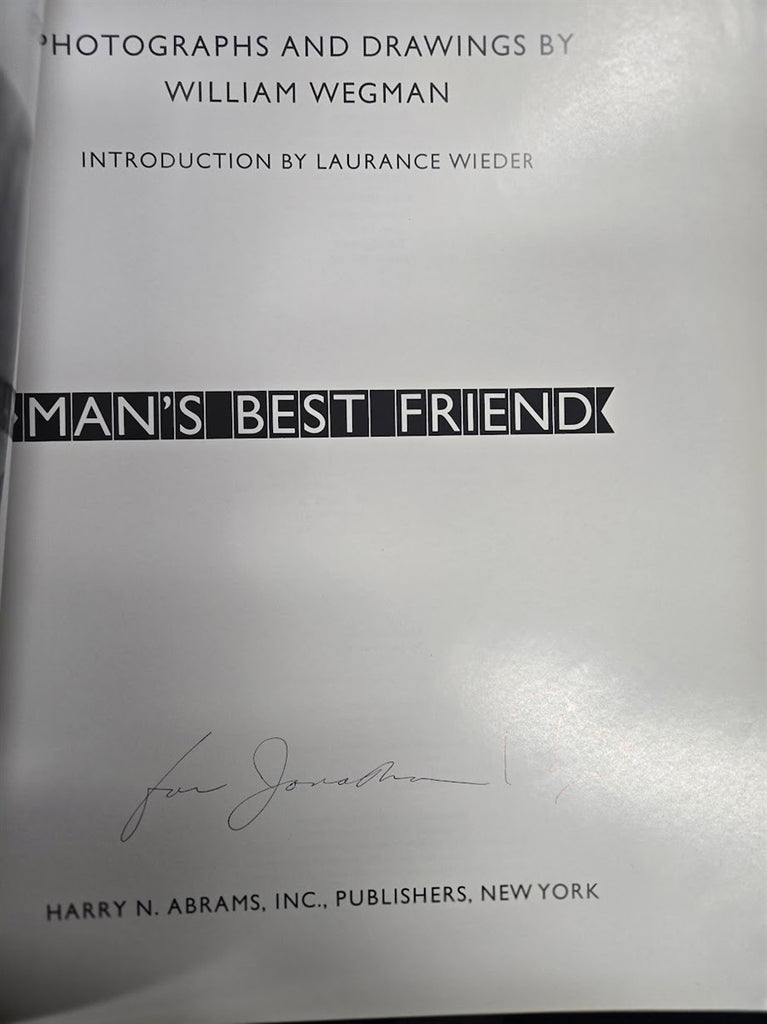 PHOTOGRAPHS AND DRAWINGS BY
WILLIAM WEGMAN
INTRODUCTION BY LAURANCE WIEDER
MAN'S BEST FRIEND
for Jonathan
HARRY N. ABRAMS, INC., PUBLISHERS, NEW YORK